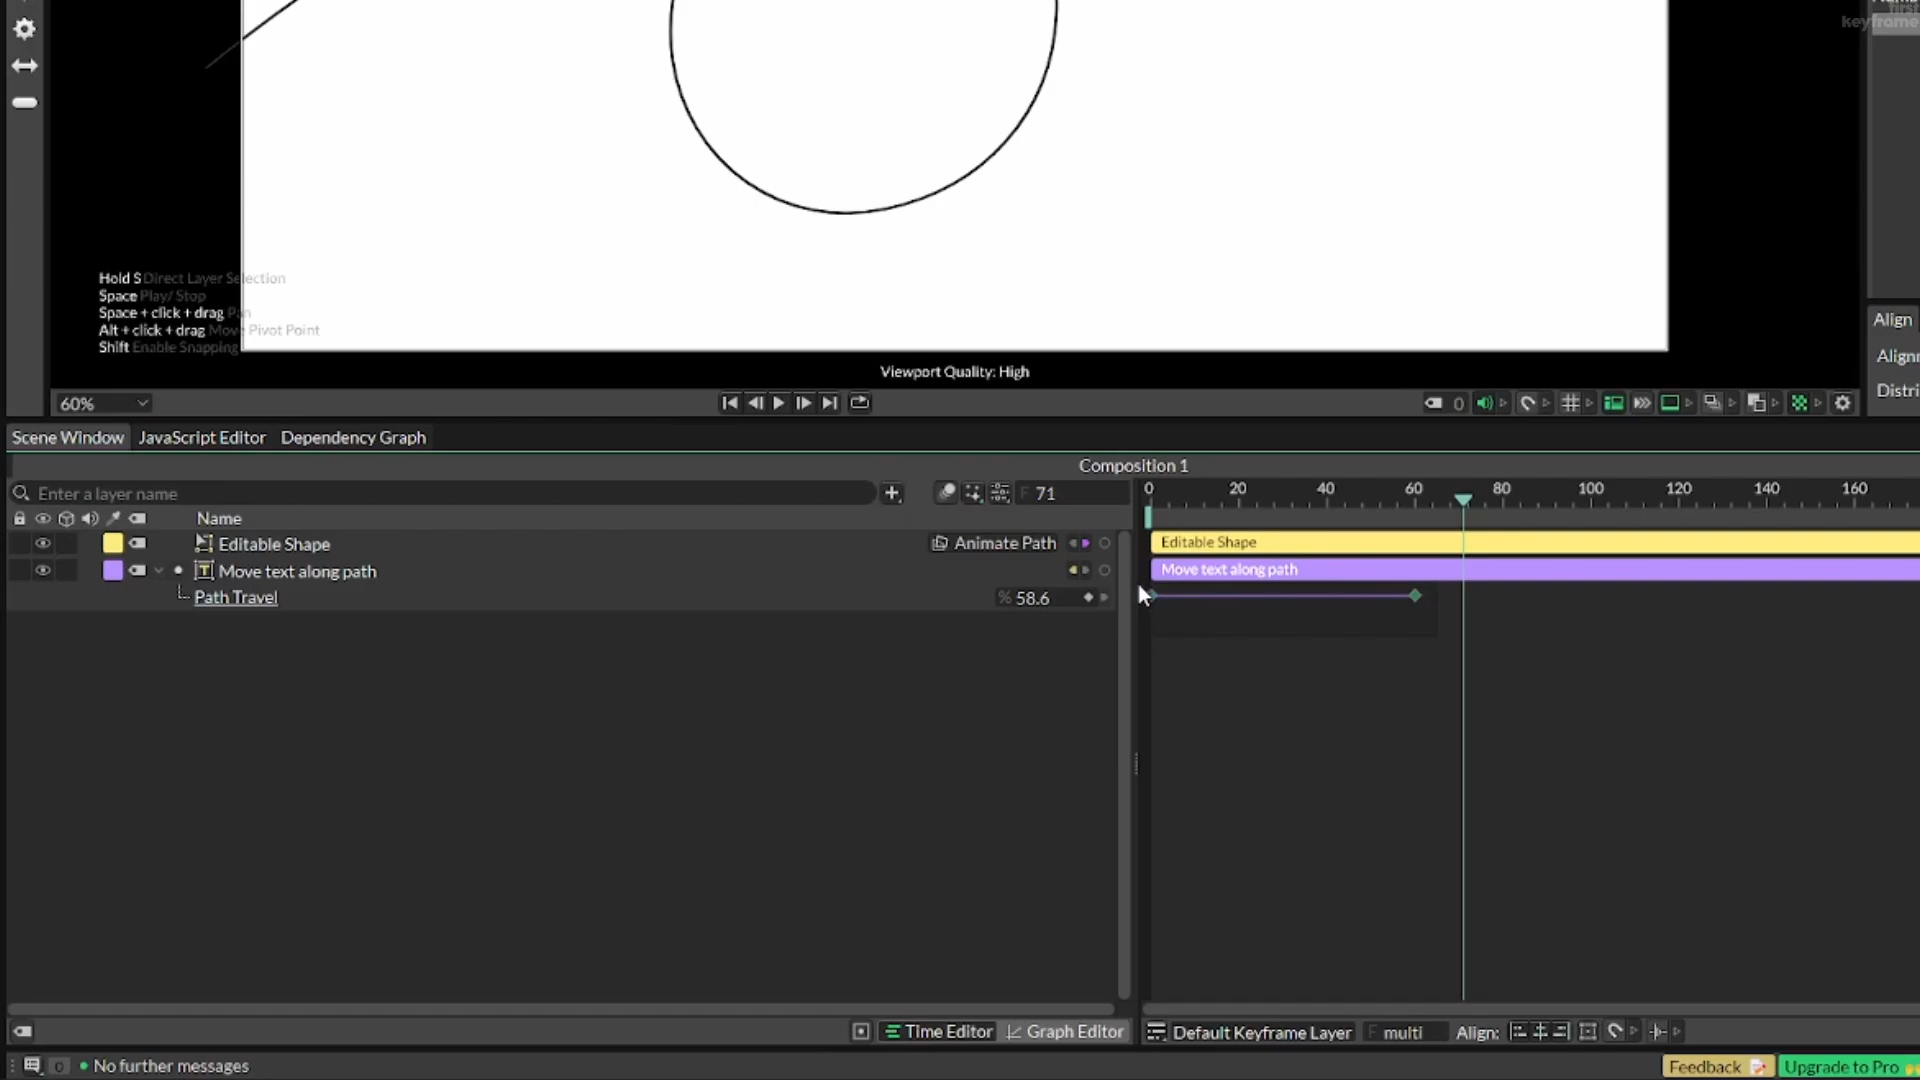 keyframe
Hold S Direct Layer Selection
Space Play/ Stop
Space + click + drag Pan
Alt + click + drag Move Pivot Point
Shift Enable Snapping
Align
Viewport Quality: High
60%
0
Scene Window JavaScript Editor Dependency Graph
Composition 1
Enter a layer name
F 71
0 20 40 60 80 100 120 140 160
Name
Editable Shape
Animate Path
Editable Shape
Move text along path
Move text along path
Path Travel
% 58.6
Time Editor Graph Editor
Default Keyframe Layer F multi Align:
0 No further messages
Feedback Upgrade to Pro